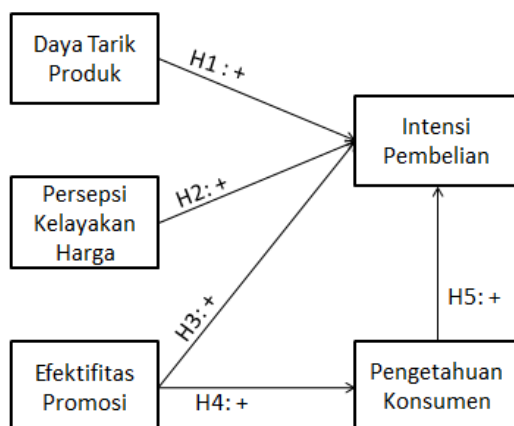 Daya Tarik
Produk
H1: +
Intensi
Pembelian
Persepsi
Kelayakan
Harga
H2: +
H3: +
H5: +
Efektifitas
Promosi
H4: +
Pengetahuan
Konsumen